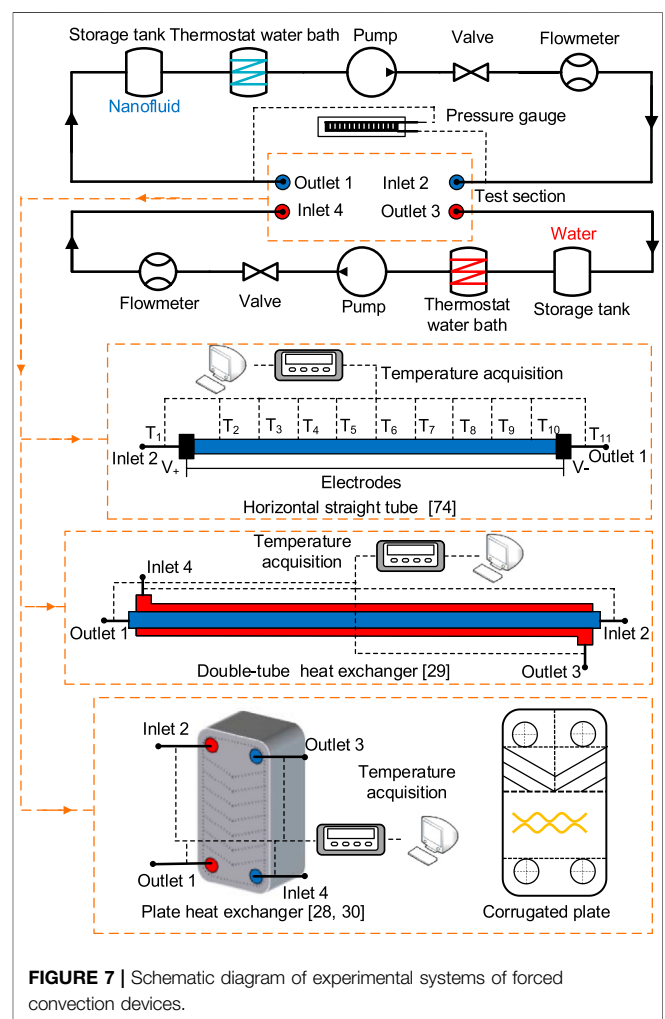 Storage tank Thermostat water bath Pump Valve Flowmeter
Nanofluid
Pressure gauge
Outlet 1 Inlet 2
Test section
Inlet 4 Outlet 3
Water
Flowmeter Valve Pump Thermostat water bath Storage tank
Temperature acquisition
T1 T2 T3 T4 T5 T6 T7 T8 T9 T10 T11
Inlet 2 V+ V- Outlet 1
Electrodes
Horizontal straight tube [74]
Temperature
acquisition
Inlet 4
Outlet 1 Inlet 2
Double-tube heat exchanger [29]
Outlet 3
Inlet 2
Outlet 3
Temperature
acquisition
Outlet 1
Inlet 4
Plate heat exchanger [28, 30]
Corrugated plate
FIGURE 7 | Schematic diagram of experimental systems of forced
convection devices.